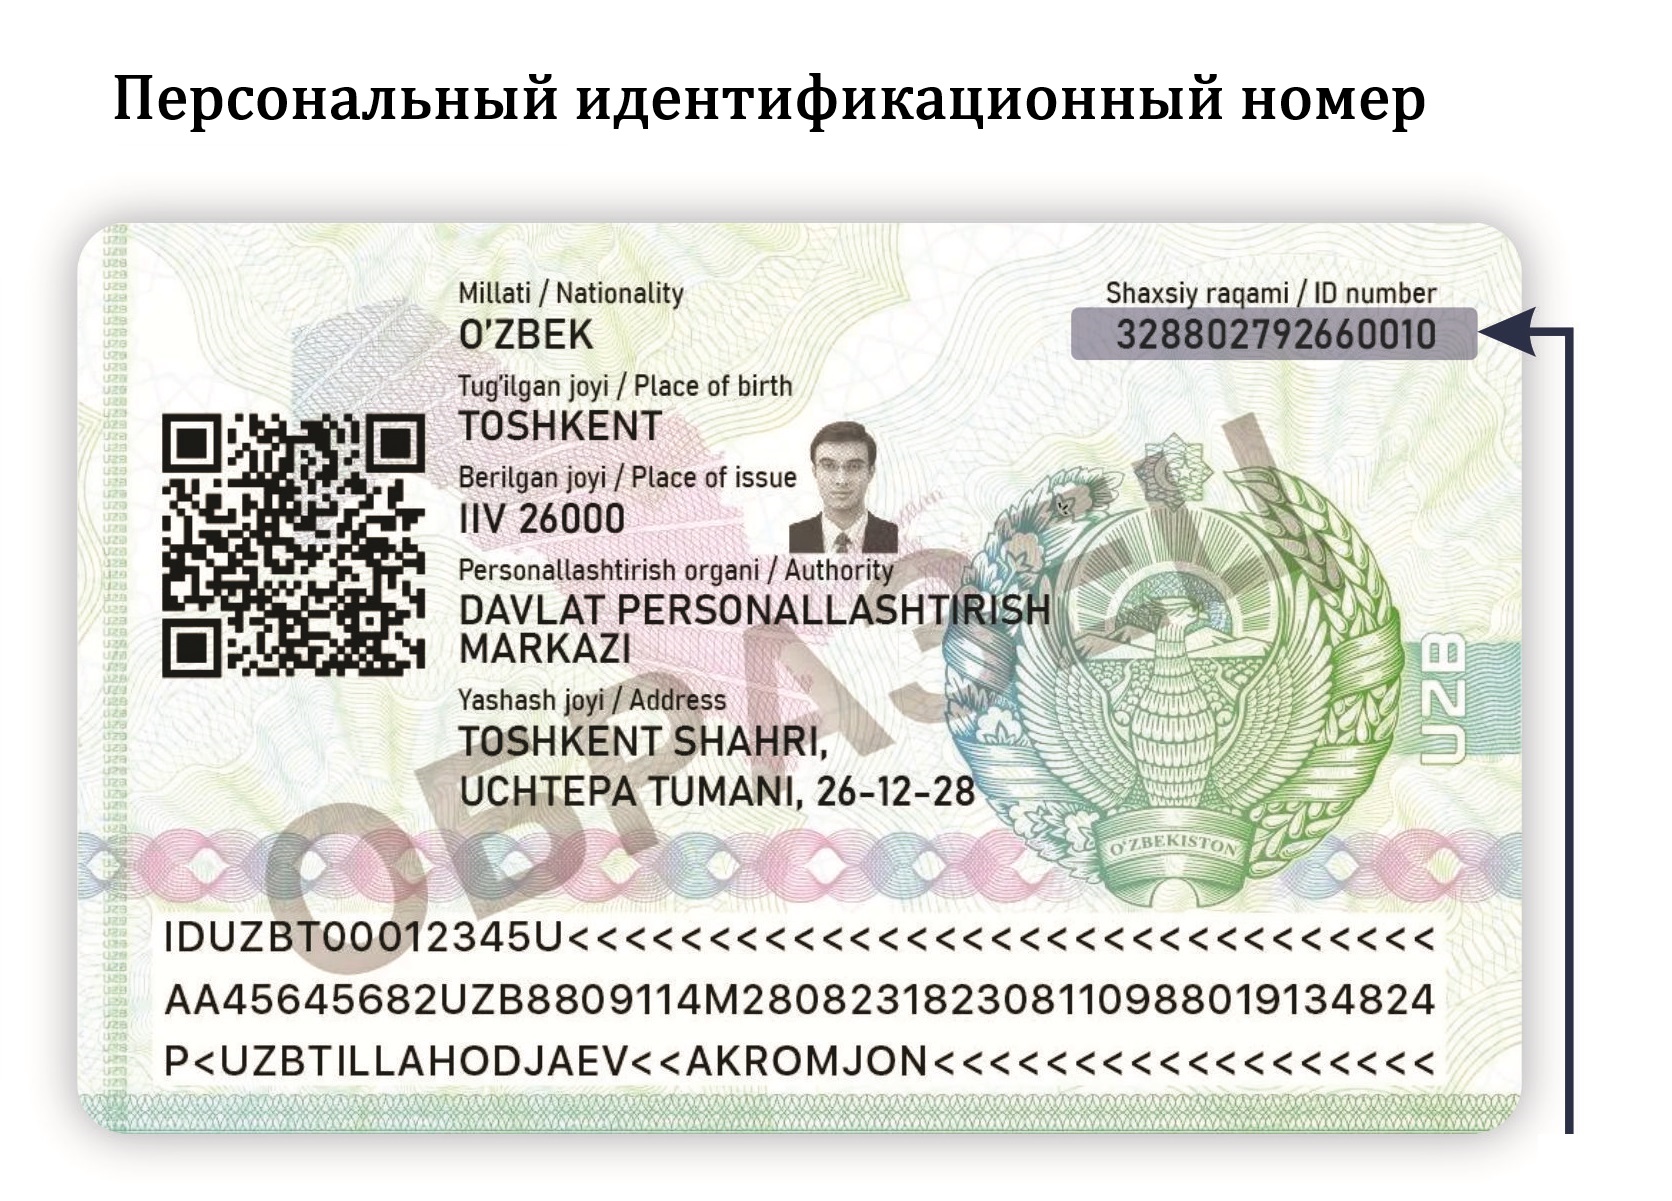 Персональный идентификационный номер
Millati / Nationality
O'ZBEK
Shaxsiy raqami / ID number
328802792660010
Tug'ilgan joyi / Place of birth
TOSHKENT
Berilgan joyi / Place of issue
IIV 26000
Personallashtirish organi / Authority
DAVLAT PERSONALLASHTIRISH
MARKAZI
Yashash joyi / Address
TOSHKENT SHAHRI,
UCHTEPA TUMANI, 26-12-28
ОБРАЗЕЦ
UZB
O'ZBEKISTON
IDUZBT00012345U<<<<<<<<<<<<<<<<<<<<<<<<<<<<<<<
AA45645682UZB8809114M280823182308110988019134824
P<UZBTILLAHODJAEV<<AKROMJON<<<<<<<<<<<<<<<<<<